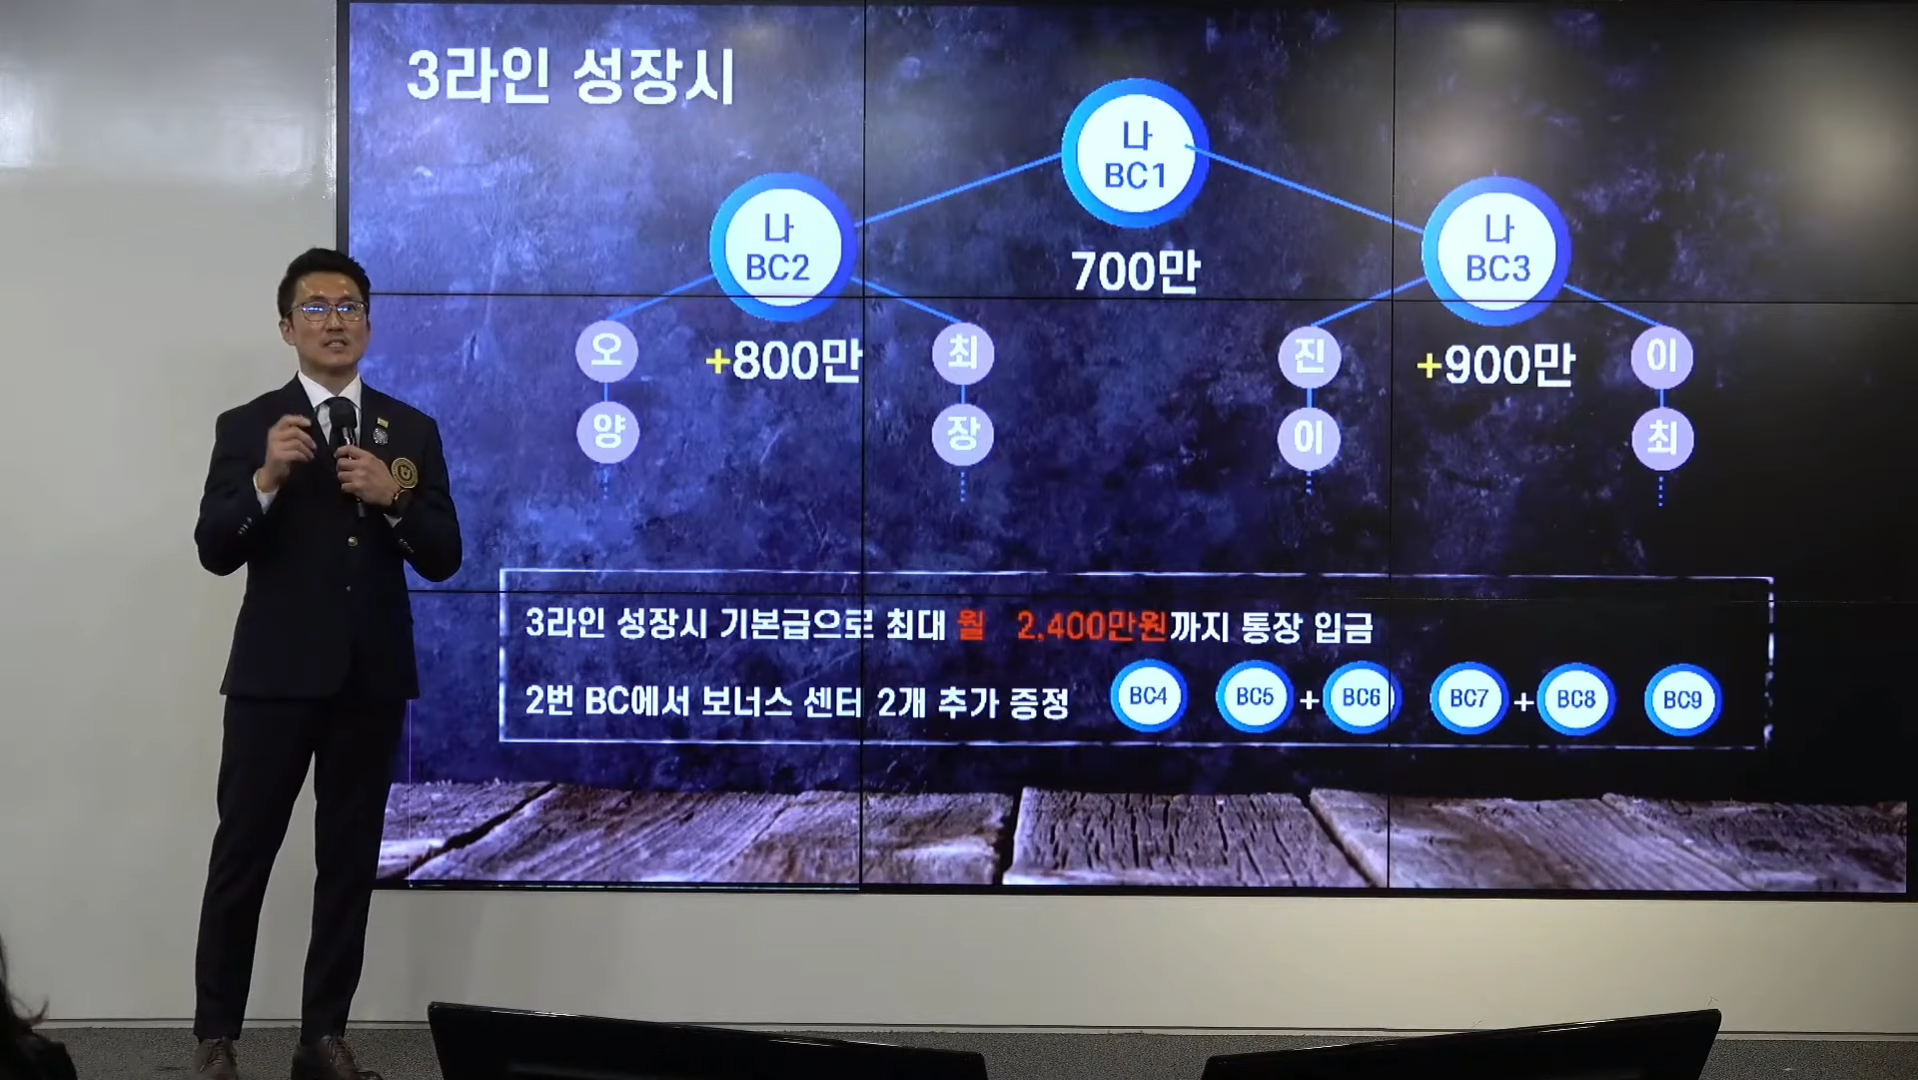 3라인 성장시
나
BC1
나
BC2
나
BC3
700만
+800만
+900만
오
최
진
이
양
장
이
최
3라인 성장시 기본급으로 최대 월 2,400만원까지 통장 입금
2번 BC에서 보너스 센터 2개 추가 증정 BC4 BC5 + BC6 BC7 + BC8 BC9